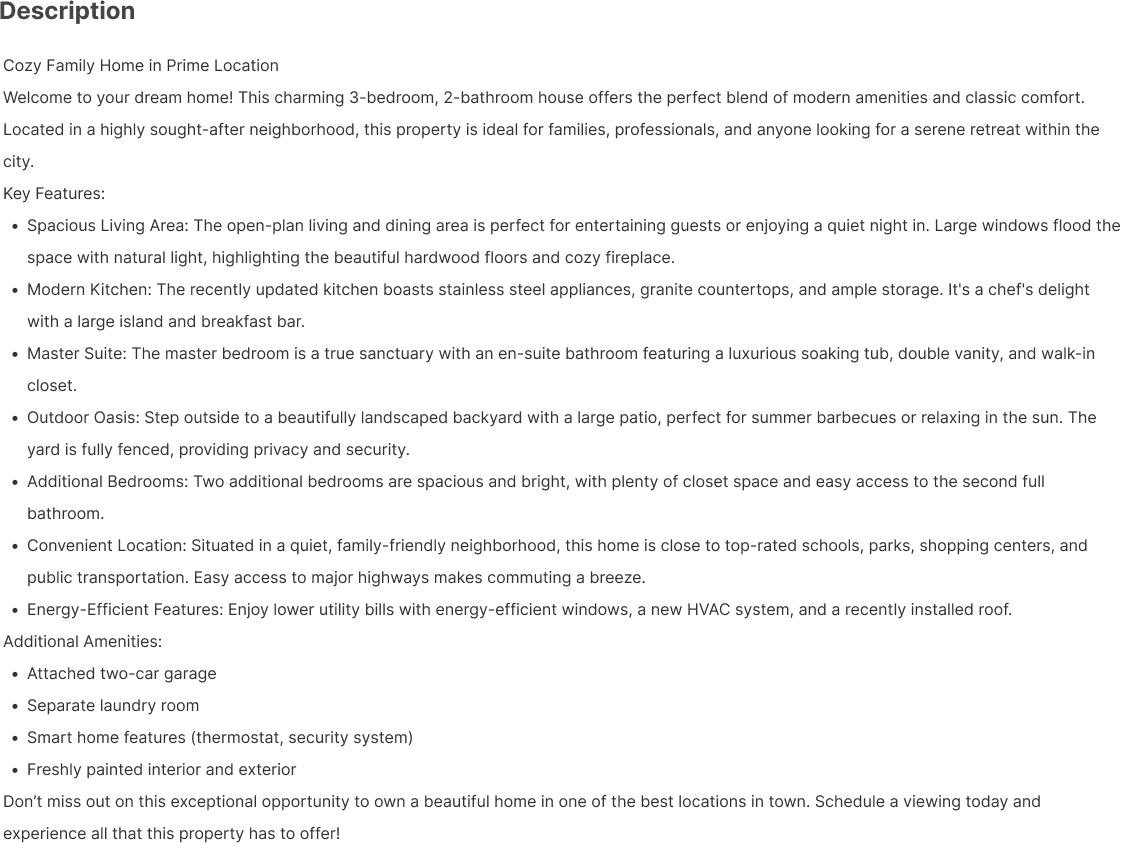 Description
Cozy Family Home in Prime Location
Welcome to your dream home! This charming 3-bedroom, 2-bathroom house offers the perfect blend of modern amenities and classic comfort.
Located in a highly sought-after neighborhood, this property is ideal for families, professionals, and anyone looking for a serene retreat within the
city.
Key Features:
• Spacious Living Area: The open-plan living and dining area is perfect for entertaining guests or enjoying a quiet night in. Large windows flood the
space with natural light, highlighting the beautiful hardwood floors and cozy fireplace.
• Modern Kitchen: The recently updated kitchen boasts stainless steel appliances, granite countertops, and ample storage. It's a chef's delight
with a large island and breakfast bar.
• Master Suite: The master bedroom is a true sanctuary with an en-suite bathroom featuring a luxurious soaking tub, double vanity, and walk-in
closet.
• Outdoor Oasis: Step outside to a beautifully landscaped backyard with a large patio, perfect for summer barbecues or relaxing in the sun. The
yard is fully fenced, providing privacy and security.
• Additional Bedrooms: Two additional bedrooms are spacious and bright, with plenty of closet space and easy access to the second full
bathroom.
• Convenient Location: Situated in a quiet, family-friendly neighborhood, this home is close to top-rated schools, parks, shopping centers, and
public transportation. Easy access to major highways makes commuting a breeze.
• Energy-Efficient Features: Enjoy lower utility bills with energy-efficient windows, a new HVAC system, and a recently installed roof.
Additional Amenities:
• Attached two-car garage
• Separate laundry room
• Smart home features (thermostat, security system)
• Freshly painted interior and exterior
Don’t miss out on this exceptional opportunity to own a beautiful home in one of the best locations in town. Schedule a viewing today and
experience all that this property has to offer!